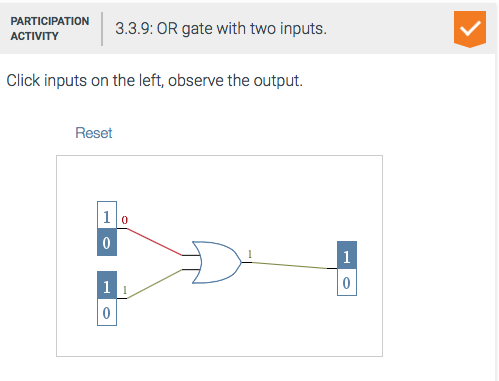 PARTICIPATION
ACTIVITY
3.3.9: OR gate with two inputs.
Click inputs on the left, observe the output.
Reset
1 0
0
1 1
0
1
1
0